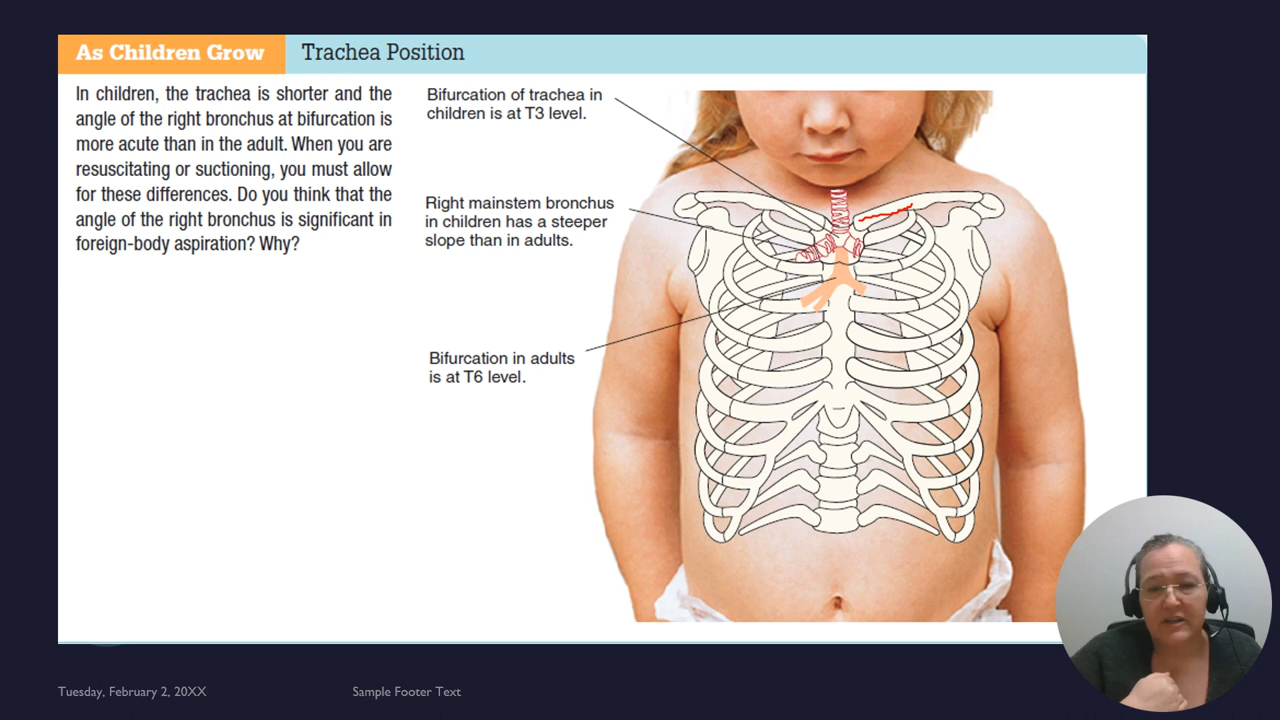 As Children Grow
Trachea Position
In children, the trachea is shorter and the
angle of the right bronchus at bifurcation is
more acute than in the adult. When you are
resuscitating or suctioning, you must allow
for these differences. Do you think that the
angle of the right bronchus is significant in
foreign-body aspiration? Why?
Bifurcation of trachea in
children is at T3 level.
Right mainstem bronchus
in children has a steeper
slope than in adults.
Bifurcation in adults
is at T6 level.
Tuesday, February 2, 20XX
Sample Footer Text